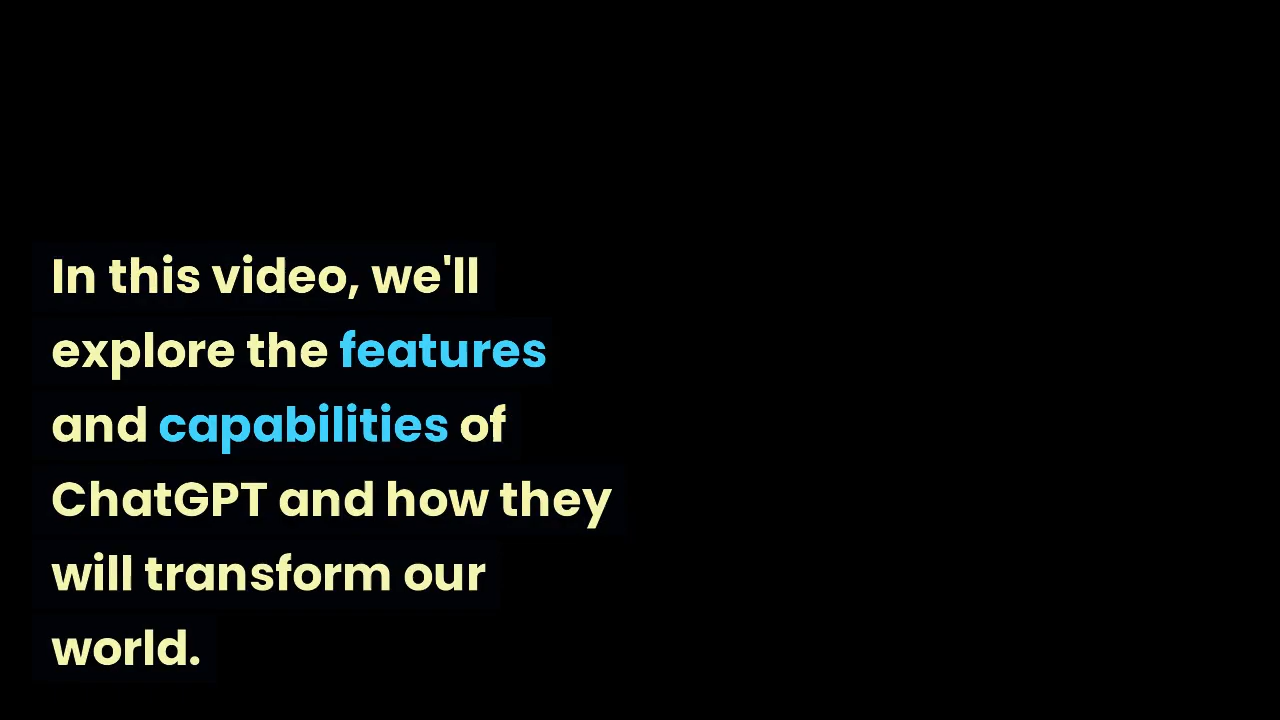 In this video, we'll
explore the features
and capabilities of
ChatGPT and how they
will transform our
world.